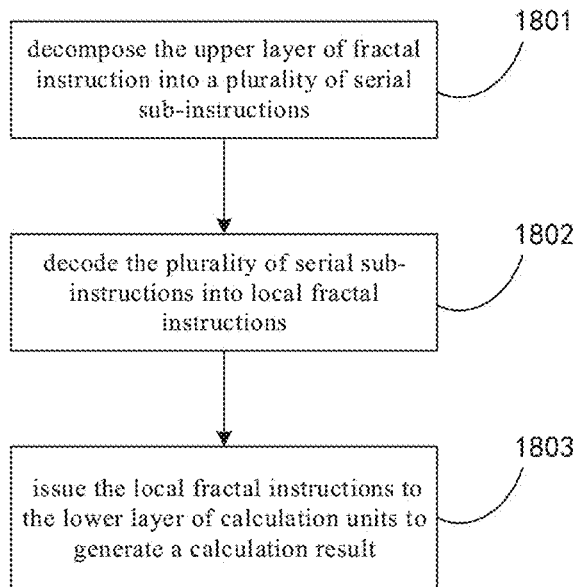 1801
decompose the upper layer of fractal
instruction into a plurality of serial
sub-instructions
1802
decode the plurality of serial sub-
instructions into local fractal
instructions
1803
issue the local fractal instructions to
the lower layer of calculation units to
generate a calculation result